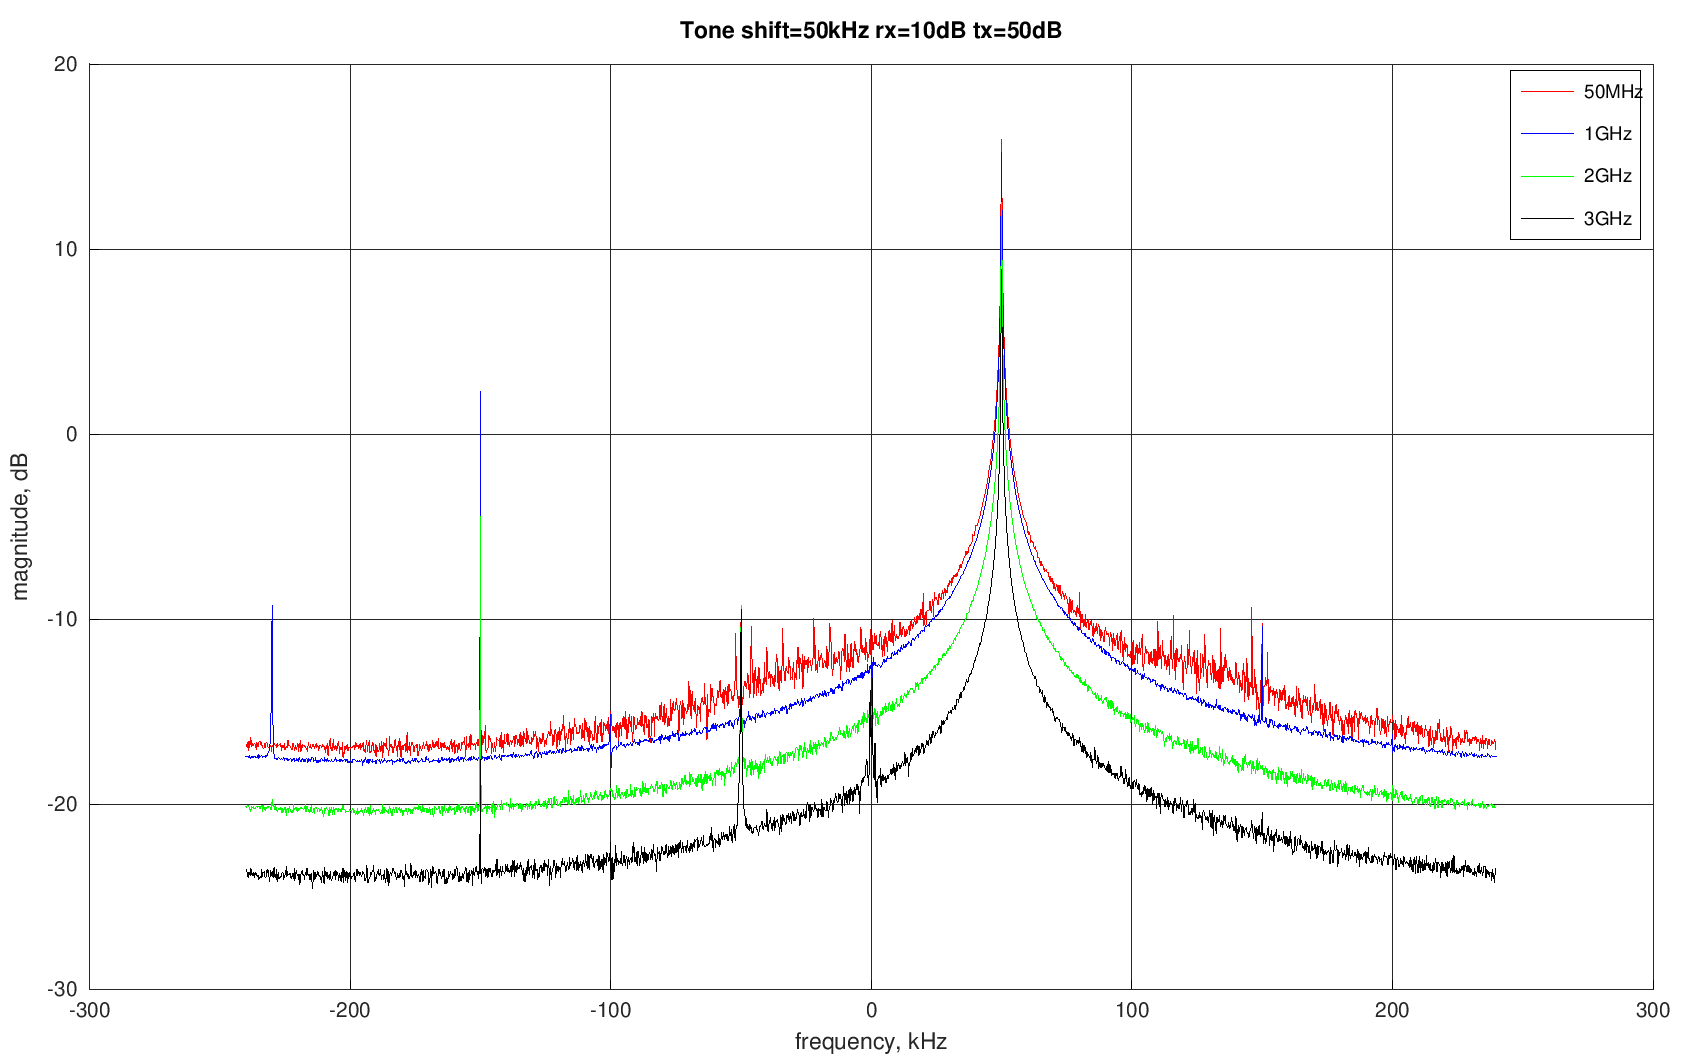 Tone shift=50kHz rx=10dB tx=50dB
20
10
0
-10
-20
-30
magnitude, dB
50MHz
1GHz
2GHz
3GHz
-300
-200
-100
0
100
200
300
frequency, kHz